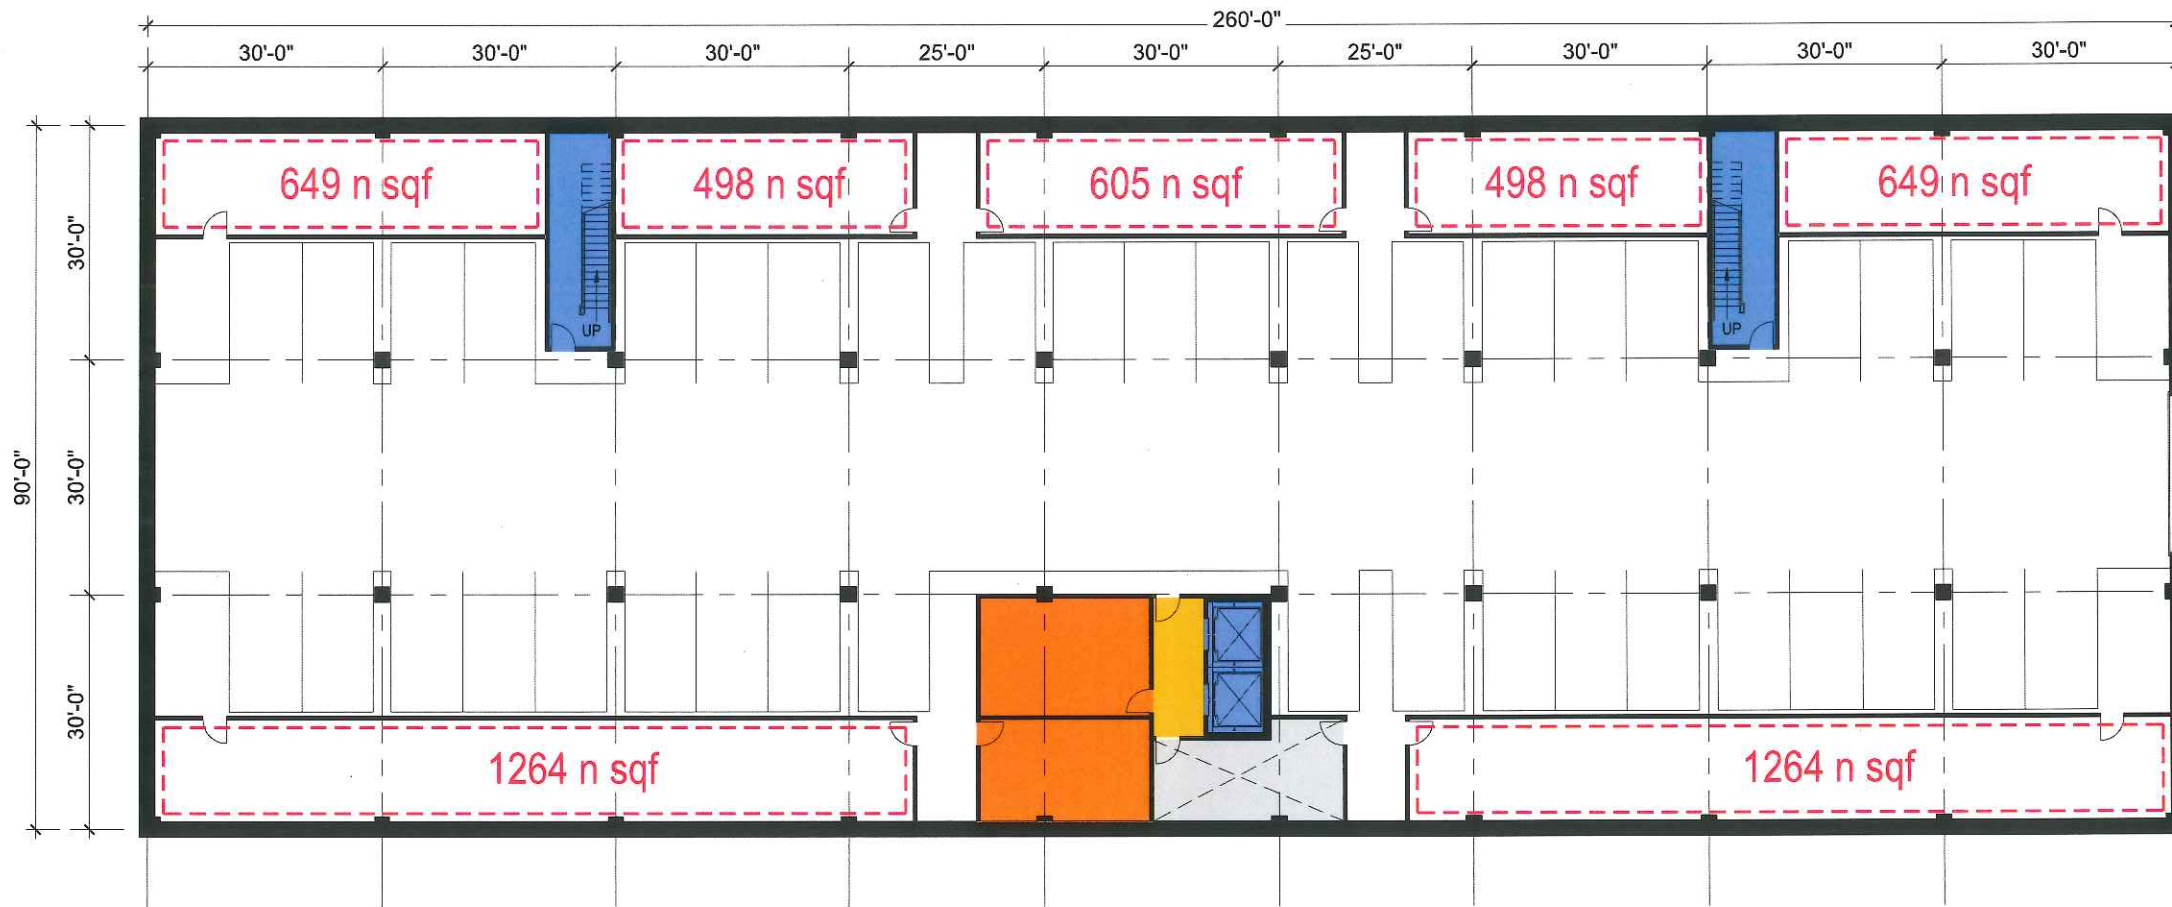 260'-0"
30'-0" 30'-0" 30'-0" 25'-0" 30'-0" 25'-0" 30'-0" 30'-0" 30'-0"
649 n sqf 498 n sqf 605 n sqf 498 n sqf 649 n sqf
30'-0"
UP UP
90'-0" 30'-0"
30'-0"
1264 n sqf 1264 n sqf